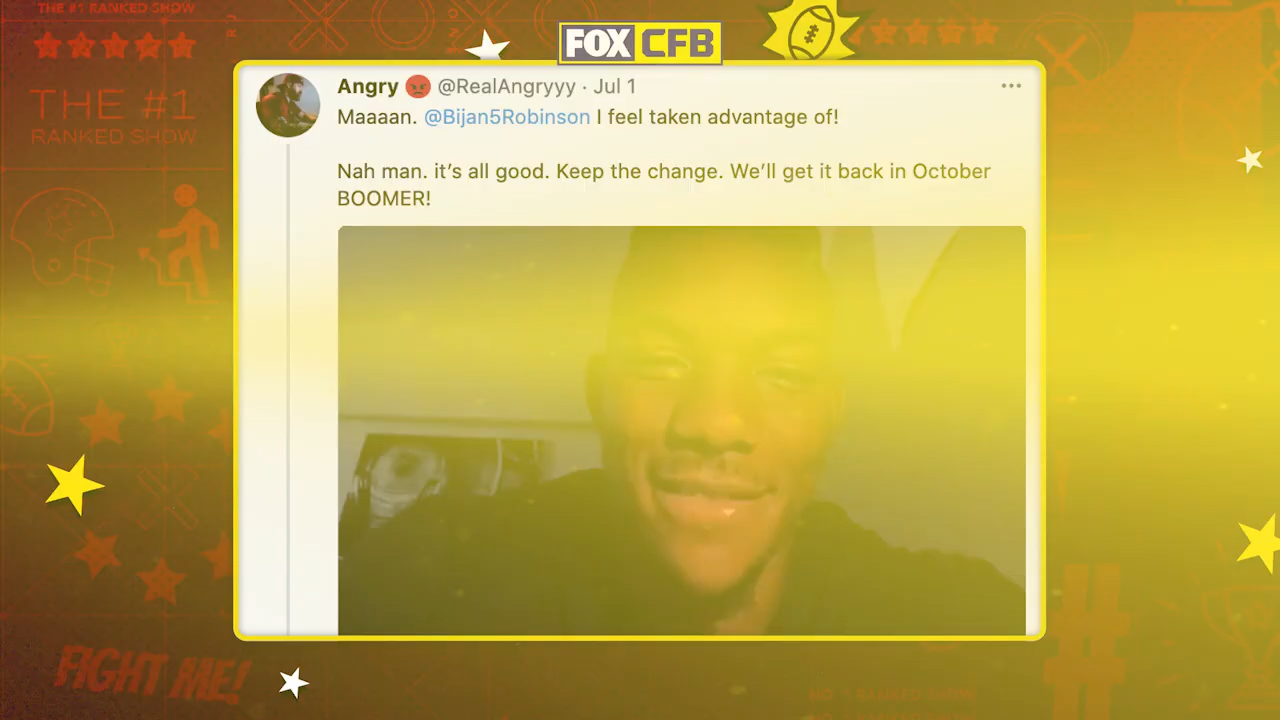 THE #1 RANKED SHOW
FOX CFB
THE #1
RANKED SHOW
Angry @RealAngryyy · Jul 1
Maaaan. @Bijan5Robinson I feel taken advantage of!
Nah man. it’s all good. Keep the change. We’ll get it back in October
BOOMER!
FIGHT ME!